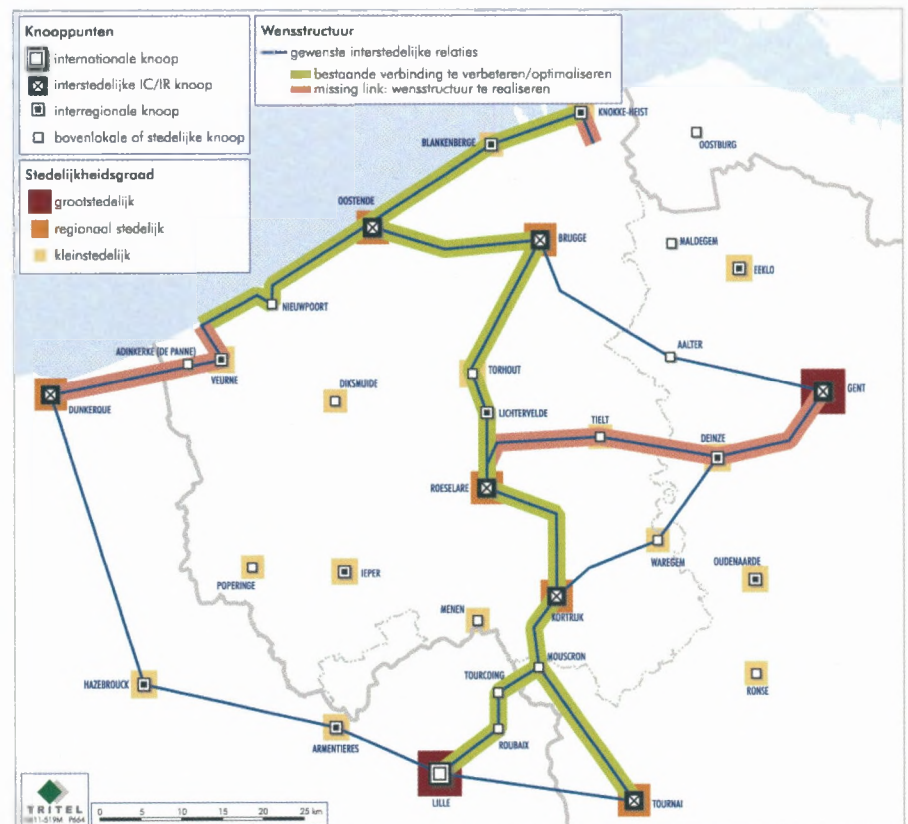 Knooppunten
internationale knoop
interstedelijke IC/IR knoop
interregionale knoop
bovenlokale of stedelijke knoop
Stedelijkheidsgraad
grootstedelijk
regionaal stedelijk
kleinstedelijk
Wensstructuur
gewenste interstedelijke relaties
bestaande verbinding te verbeteren/optimaliseren
missing link: wensstructuur te realiseren
KNOKKE-HEIST
BLANKENBERGE
OOSTBURG
OOSTENDE
BRUGGE
MALDEGEM
EEKLO
NIEUWPOORT
ADINKERKE (DE PANNE)
VEURNE
AALTER
TORHOUT
DIKSMUIDE
GENT
DUNKERQUE
LICHTERVELDE
TIELT
DEINZE
ROESELARE
WAREGEM
OUDENAARDE
POPERINGE
IEPER
MENEN
KORTRIJK
MOUSCRON
TOURCOING
HAZEBROUCK
RONSE
ARMENTIERES
ROUBAIX
LILLE
TOURNAI
TRITEL
11-519M P664
0 5 10 15 20 25 km